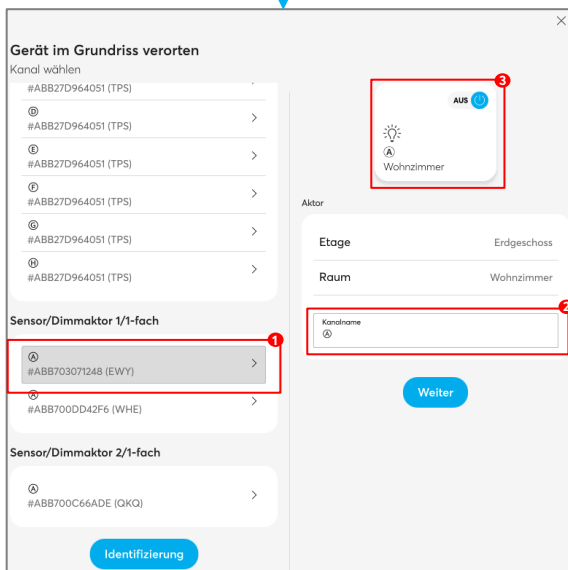 Gerät im Grundriss verorten
Kanal wählen
#ABB27D964051 (TPS)
Ⓓ
#ABB27D964051 (TPS)
Ⓔ
#ABB27D964051 (TPS)
Ⓕ
#ABB27D964051 (TPS)
Ⓖ
#ABB27D964051 (TPS)
Ⓗ
#ABB27D964051 (TPS)
Sensor/Dimmaktor 1/1-fach
1
Ⓐ
#ABB703071248 (EWY)
Ⓐ
#ABB700DD42F6 (WHE)
Sensor/Dimmaktor 2/1-fach
Ⓐ
#ABB700C66ADE (QKQ)
Identifizierung
3
AUS
Ⓐ
Wohnzimmer
Aktor
Etage Erdgeschoss
Raum Wohnzimmer
2
Kanalname
Ⓐ
Weiter